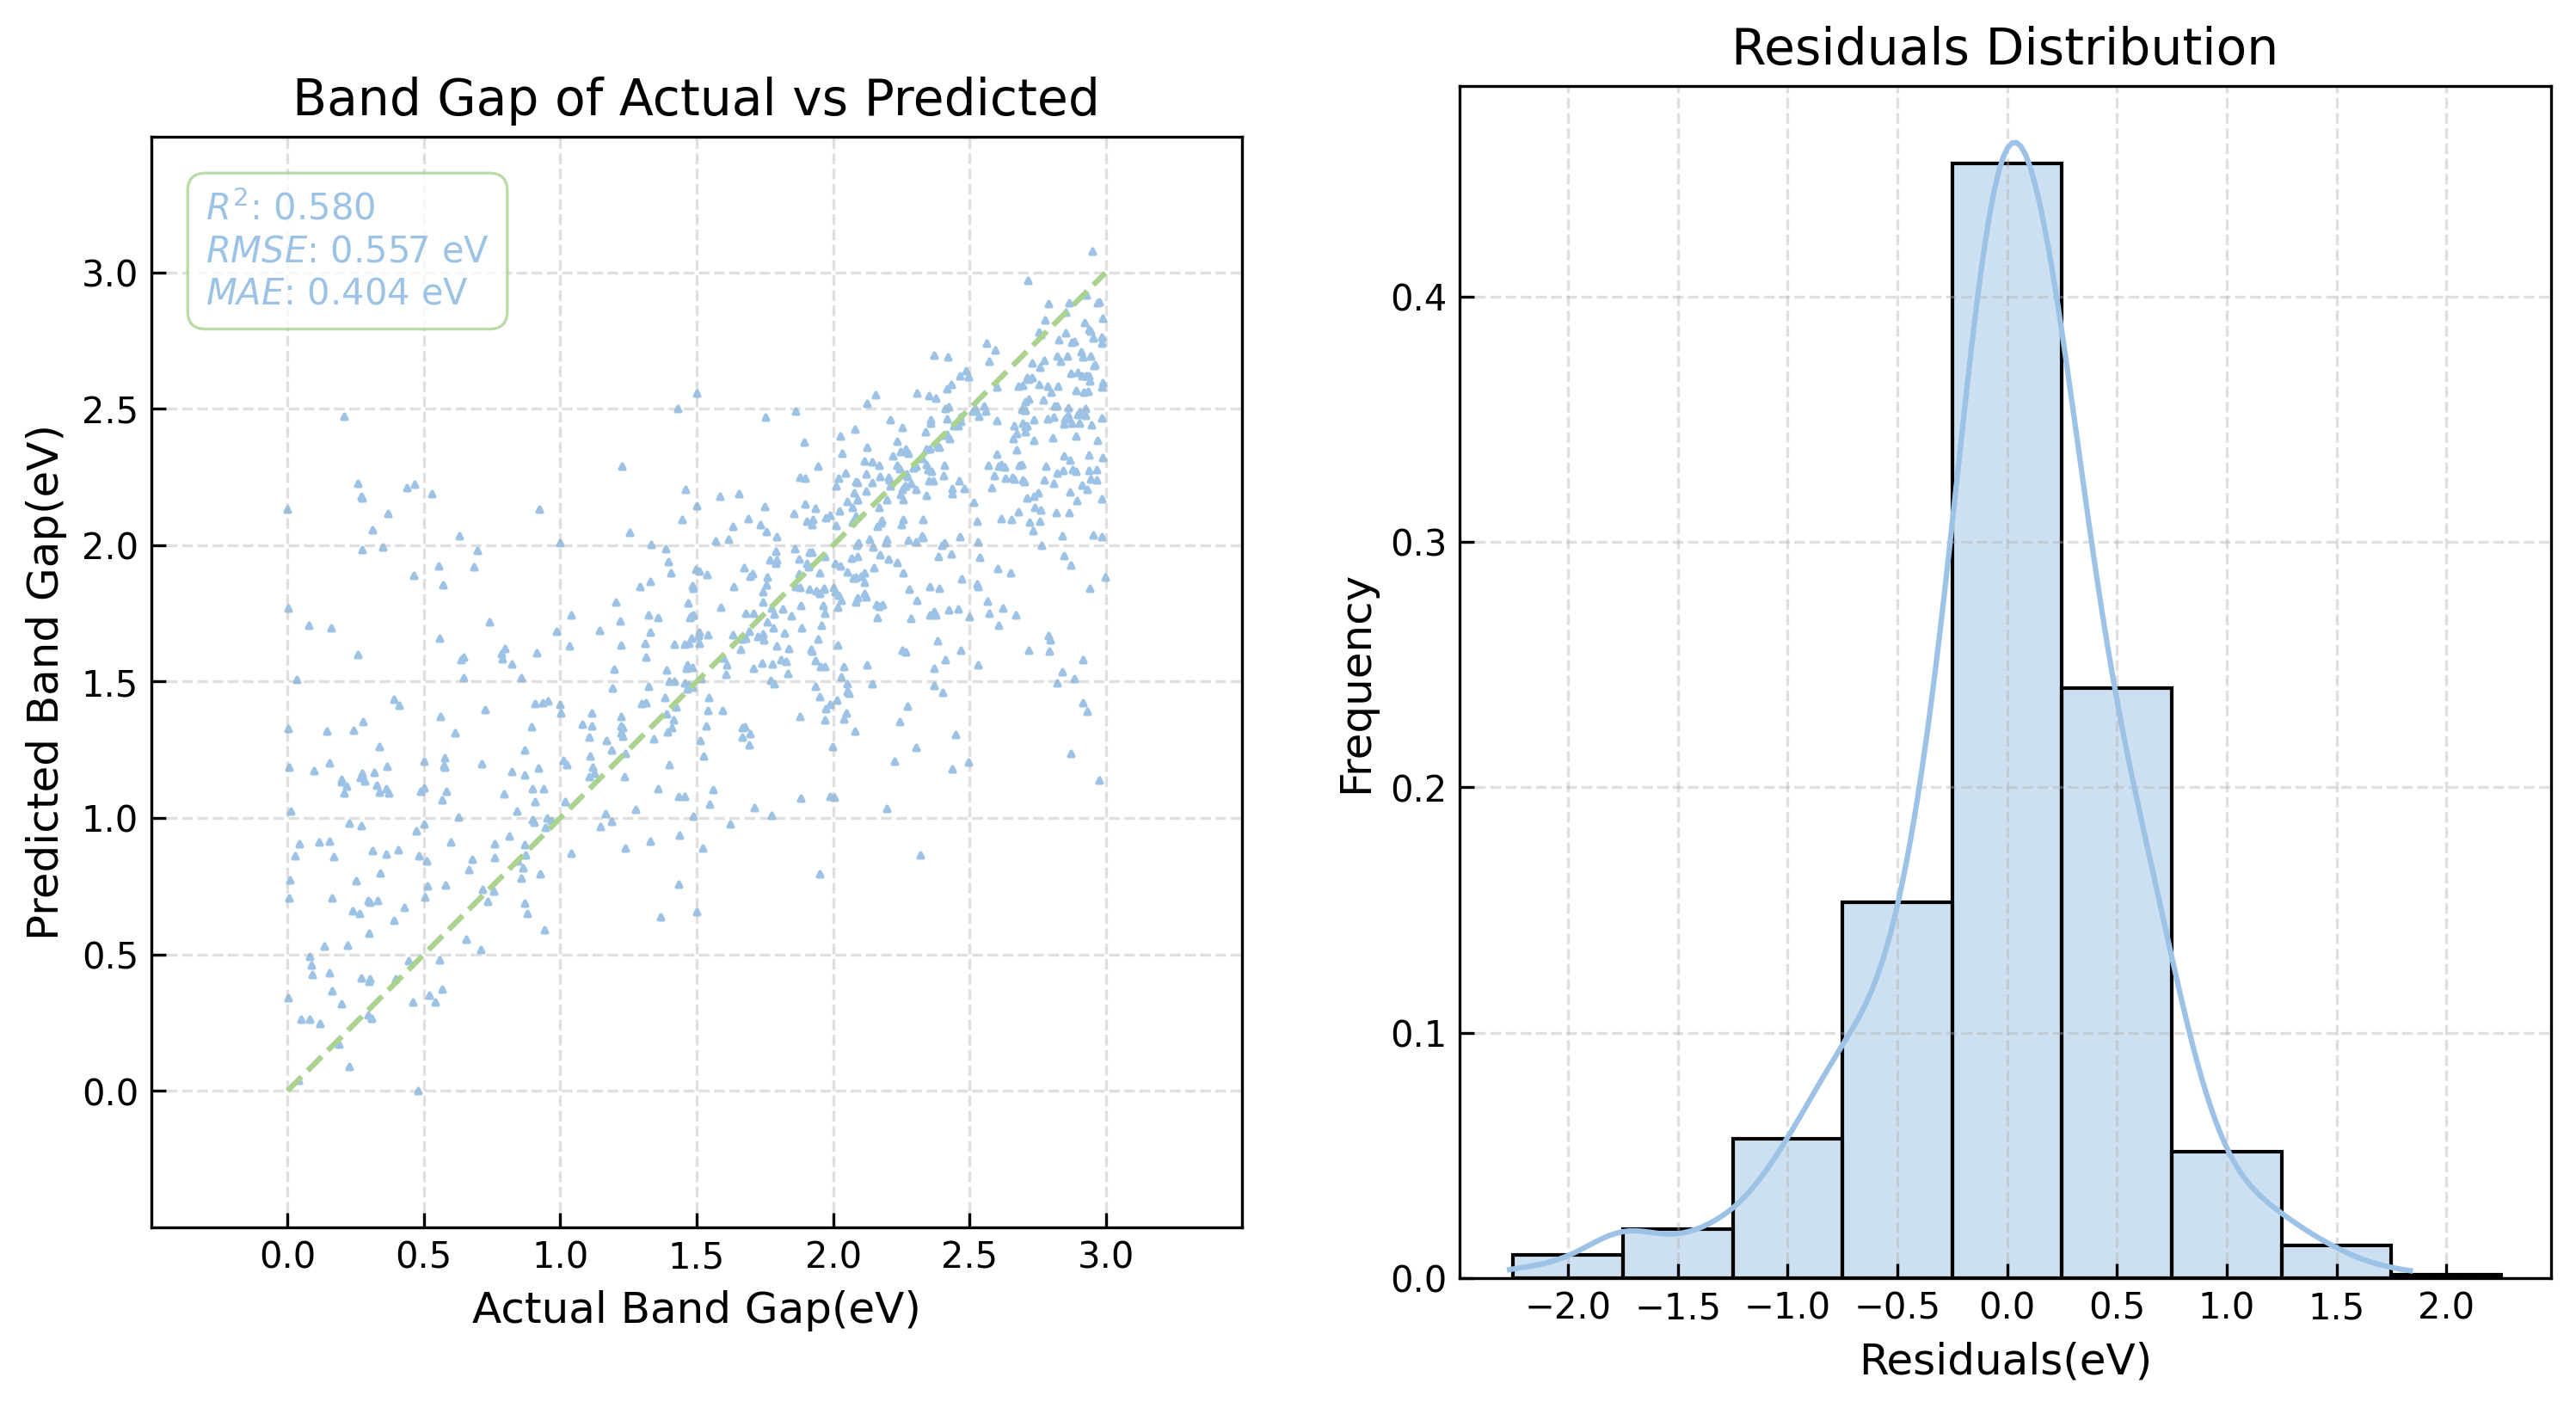 Band Gap of Actual vs Predicted
R²: 0.580
RMSE: 0.557 eV
MAE: 0.404 eV
3.0
2.5
2.0
1.5
1.0
0.5
0.0
Predicted Band Gap(eV)
0.0 0.5 1.0 1.5 2.0 2.5 3.0
Actual Band Gap(eV)
Residuals Distribution
0.4
0.3
0.2
0.1
0.0
Frequency
−2.0 −1.5 −1.0 −0.5 0.0 0.5 1.0 1.5 2.0
Residuals(eV)